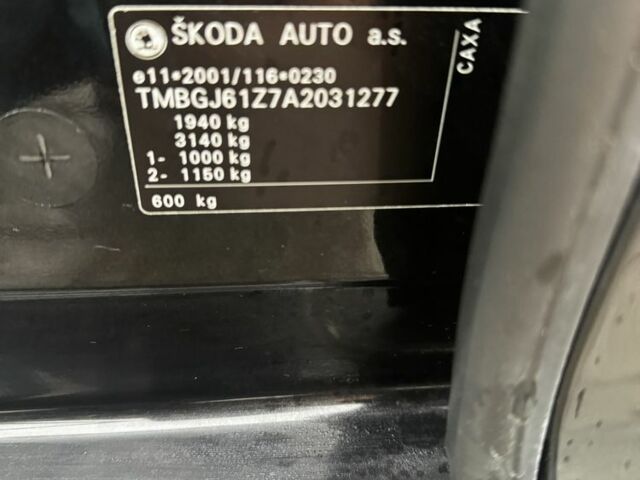 ŠKODA AUTO a.s.
e11*2001/116*0230
TMBGJ61Z7A2031277
1940 kg
3140 kg
1- 1000 kg
2- 1150 kg
600 kg
CAXA